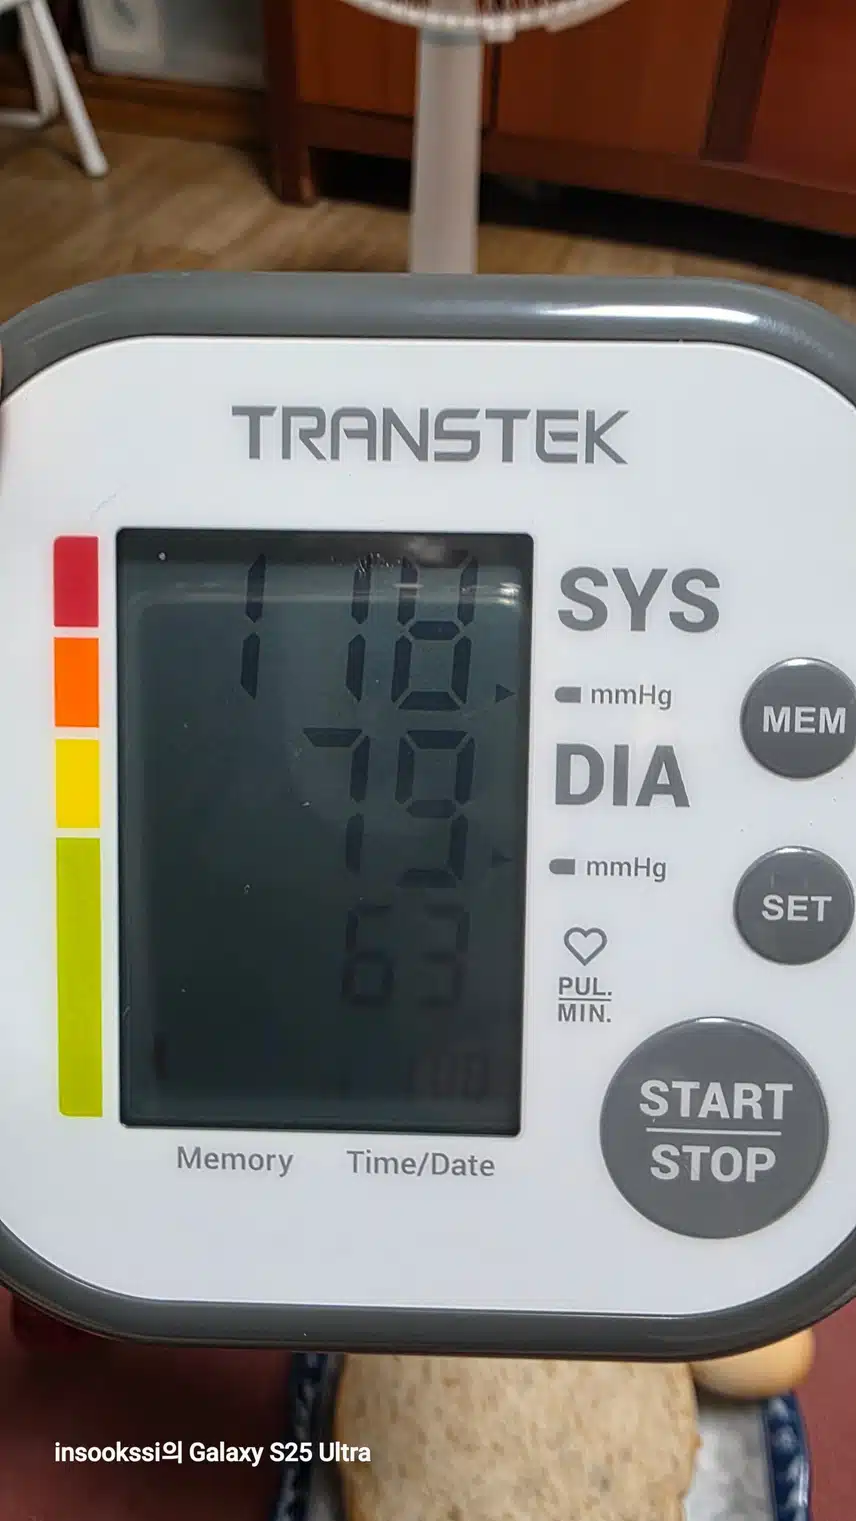 TRANSTEK
118
SYS
mmHg
MEM
79
DIA
mmHg
SET
63
PUL.
MIN.
START
STOP
Memory
Time/Date
insookssi의 Galaxy S25 Ultra